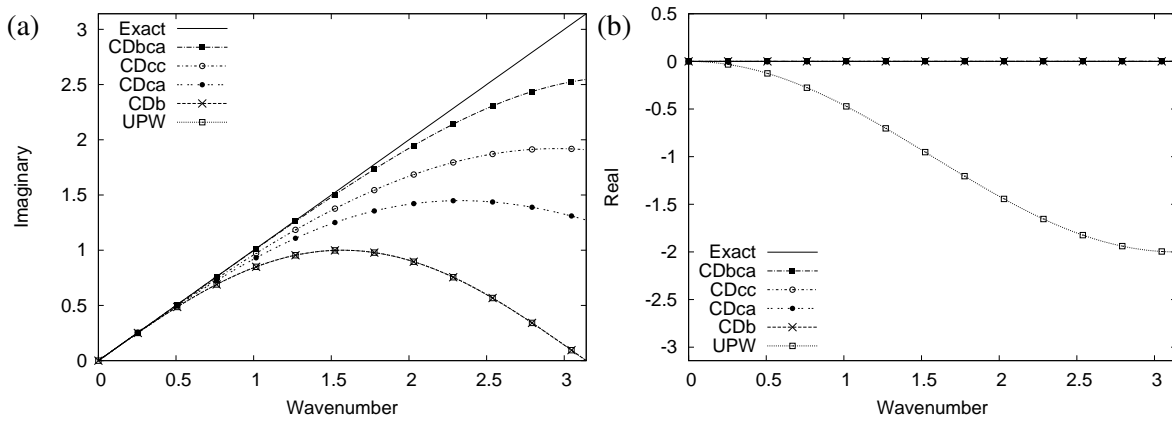 (a)
3
2.5
2
1.5
1
0.5
0
Imaginary
Exact
CDbca
CDcc
CDca
CDb
UPW
0 0.5 1 1.5 2 2.5 3
Wavenumber
(b)
0.5
0
-0.5
-1
-1.5
-2
-2.5
-3
Real
Exact
CDbca
CDcc
CDca
CDb
UPW
0 0.5 1 1.5 2 2.5 3
Wavenumber